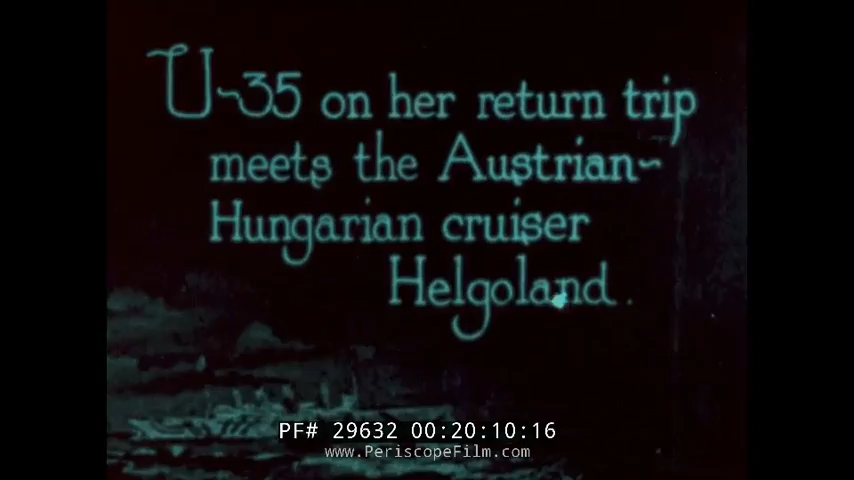 U-35 on her return trip
meets the Austrian-
Hungarian cruiser
Helgoland.
PF# 29632 00:20:10:16
www.PeriscopeFilm.com